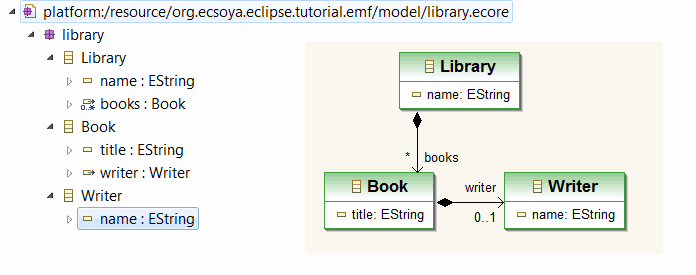 platform:/resource/org.ecsoya.eclipse.tutorial.emf/model/library.ecore
library
Library
name : EString
0..* books : Book
Book
title : EString
writer : Writer
Writer
name : EString
Library
name: EString
* books
Book
title: EString
writer
0..1
Writer
name: EString